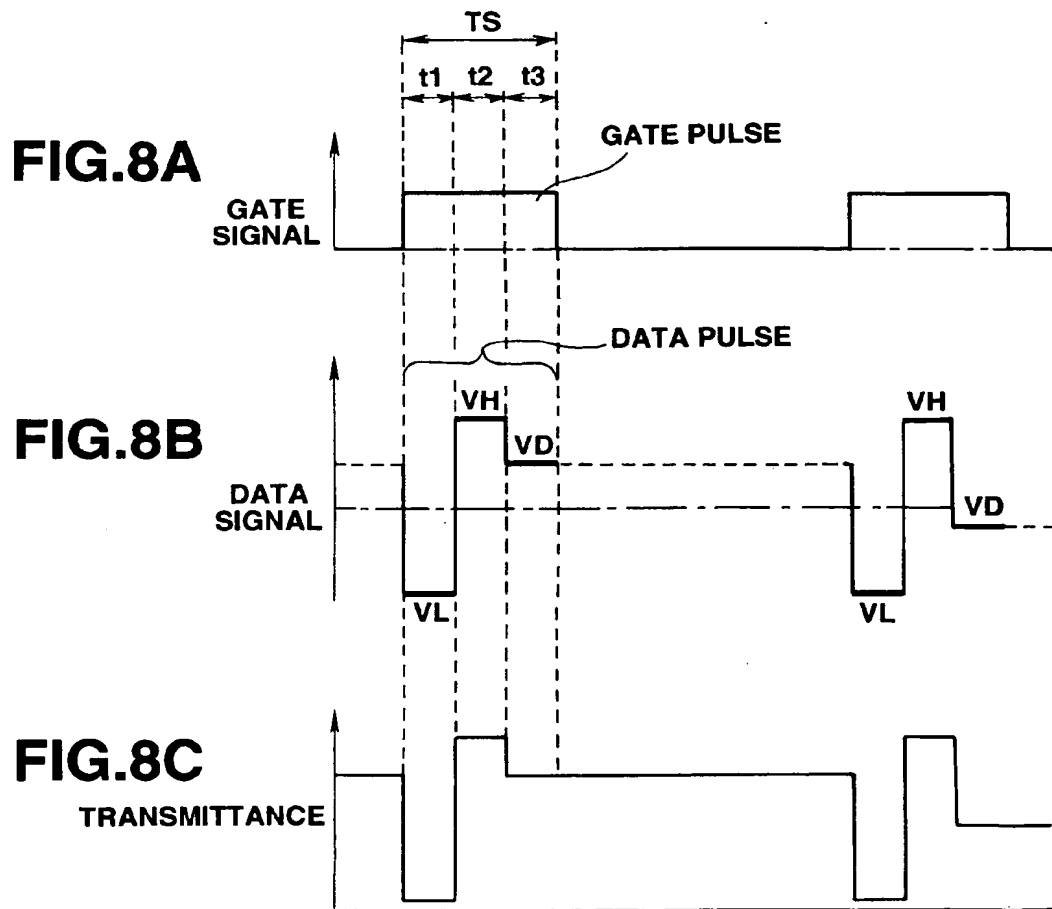 TS
t1 t2 t3
FIG.8A
GATE PULSE
GATE
SIGNAL
DATA PULSE
FIG.8B
VH
VD
VL
DATA
SIGNAL
VH
VD
VL
FIG.8C
TRANSMITTANCE